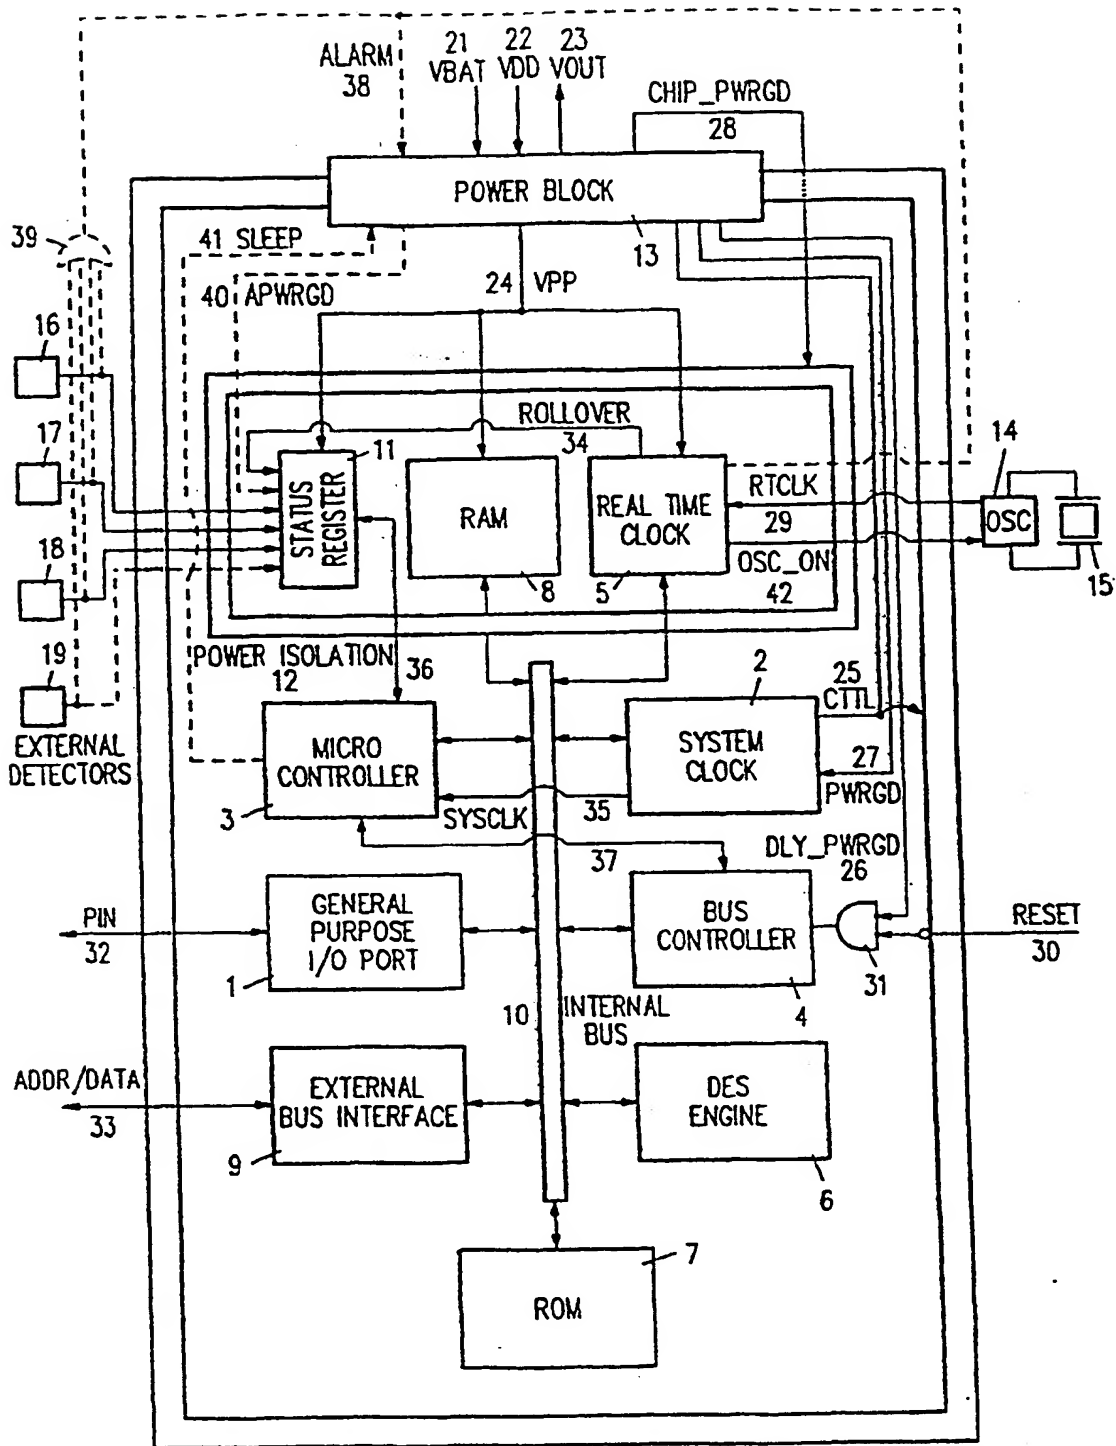 ALARM
38
21
VBAT
22
VDD
23
VOUT
CHIP_PWRGD
28
POWER BLOCK
13
39
41 SLEEP
40 APWRGD
24 VPP
16
17
18
19
EXTERNAL
DETECTORS
ROLLOVER
34
11
STATUS
REGISTER
RAM
8
REAL TIME
CLOCK
5
RTCLK
29
OSC_ON
42
14
OSC
15
POWER ISOLATION
12
36
2
25
CTTL
MICRO
CONTROLLER
3
SYSTEM
CLOCK
27
PWRGD
SYSCLK
35
37
DLY_PWRGD
26
PIN
32
GENERAL
PURPOSE
I/O PORT
1
BUS
CONTROLLER
4
31
RESET
30
10
INTERNAL
BUS
ADDR/DATA
33
EXTERNAL
BUS INTERFACE
9
DES
ENGINE
6
7
ROM